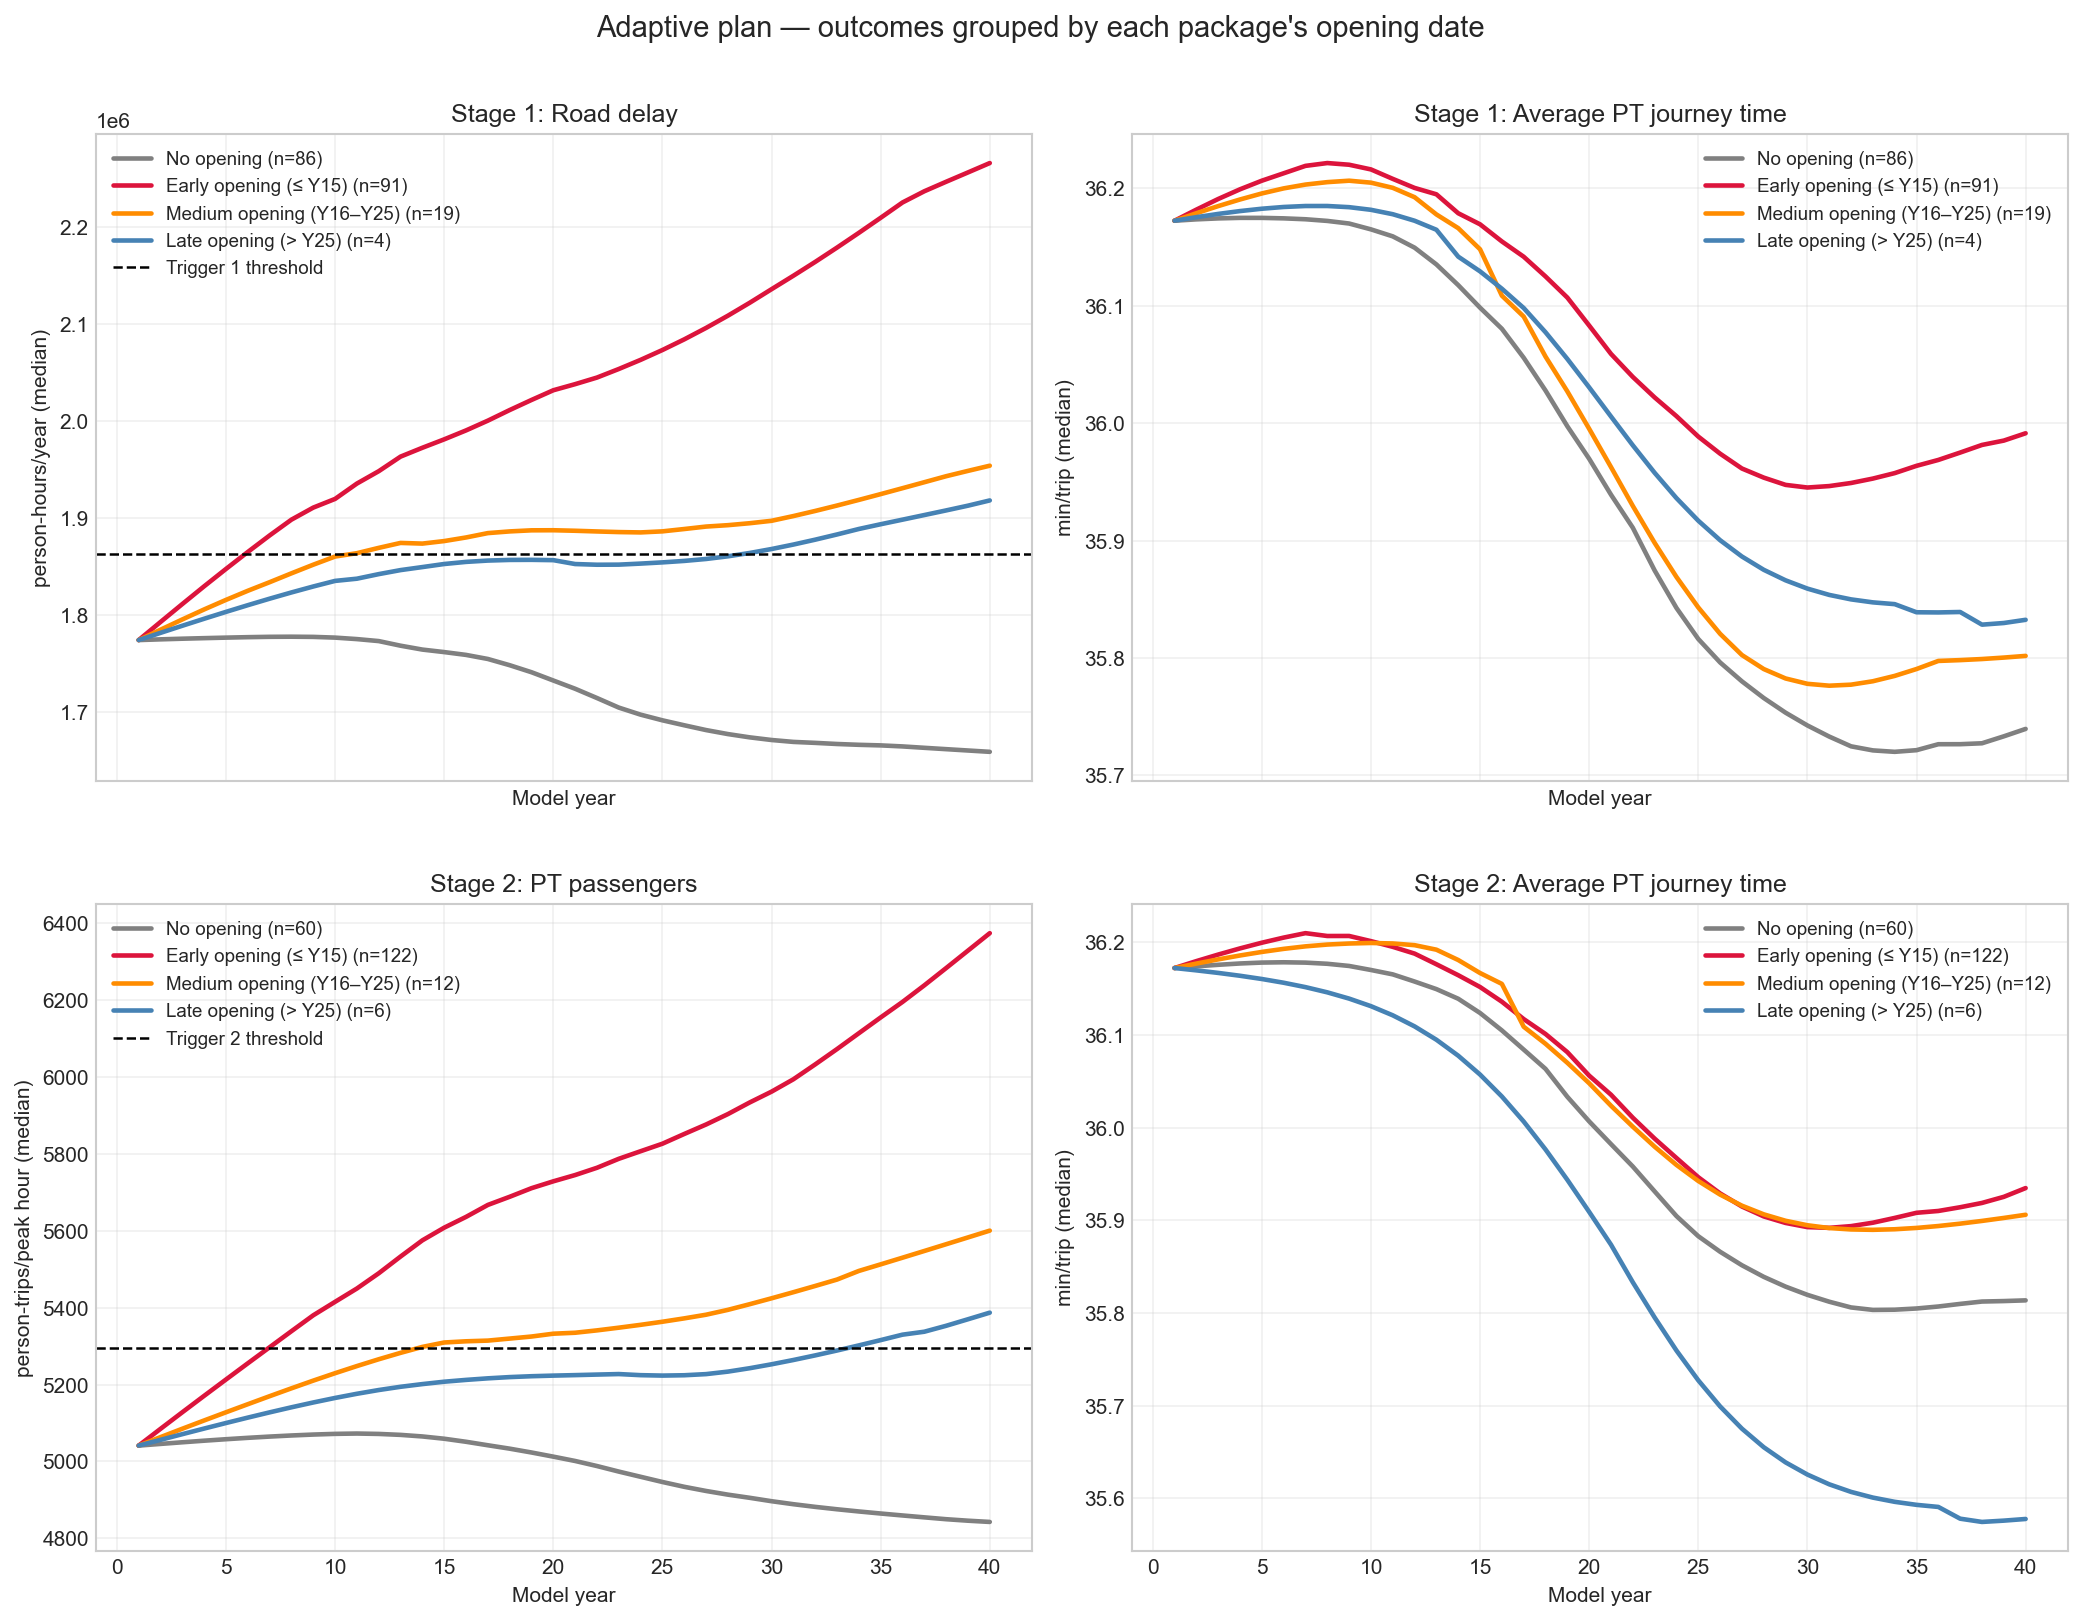 Adaptive plan — outcomes grouped by each package's opening date
Stage 1: Road delay
1e6
No opening (n=86)
Early opening (≤ Y15) (n=91)
Medium opening (Y16–Y25) (n=19)
Late opening (> Y25) (n=4)
Trigger 1 threshold
2.2
2.1
2.0
1.9
1.8
1.7
person-hours/year (median)
Model year
Stage 1: Average PT journey time
No opening (n=86)
Early opening (≤ Y15) (n=91)
Medium opening (Y16–Y25) (n=19)
Late opening (> Y25) (n=4)
36.2
36.1
36.0
35.9
35.8
35.7
min/trip (median)
Model year
Stage 2: PT passengers
No opening (n=60)
Early opening (≤ Y15) (n=122)
Medium opening (Y16–Y25) (n=12)
Late opening (> Y25) (n=6)
Trigger 2 threshold
6400
6200
6000
5800
5600
5400
5200
5000
4800
person-trips/peak hour (median)
0 5 10 15 20 25 30 35 40
Model year
Stage 2: Average PT journey time
No opening (n=60)
Early opening (≤ Y15) (n=122)
Medium opening (Y16–Y25) (n=12)
Late opening (> Y25) (n=6)
36.2
36.1
36.0
35.9
35.8
35.7
35.6
min/trip (median)
0 5 10 15 20 25 30 35 40
Model year